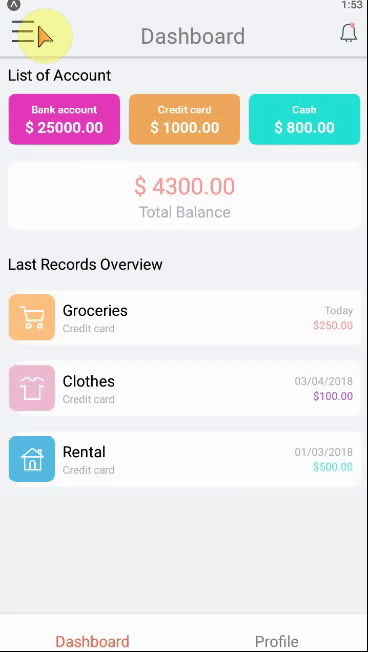 1:53
Dashboard
List of Account
Bank account
$ 25000.00
Credit card
$ 1000.00
Cash
$ 800.00
$ 4300.00
Total Balance
Last Records Overview
Groceries
Today
Credit card
$250.00
Clothes
03/04/2018
Credit card
$100.00
Rental
01/03/2018
Credit card
$500.00
Dashboard
Profile